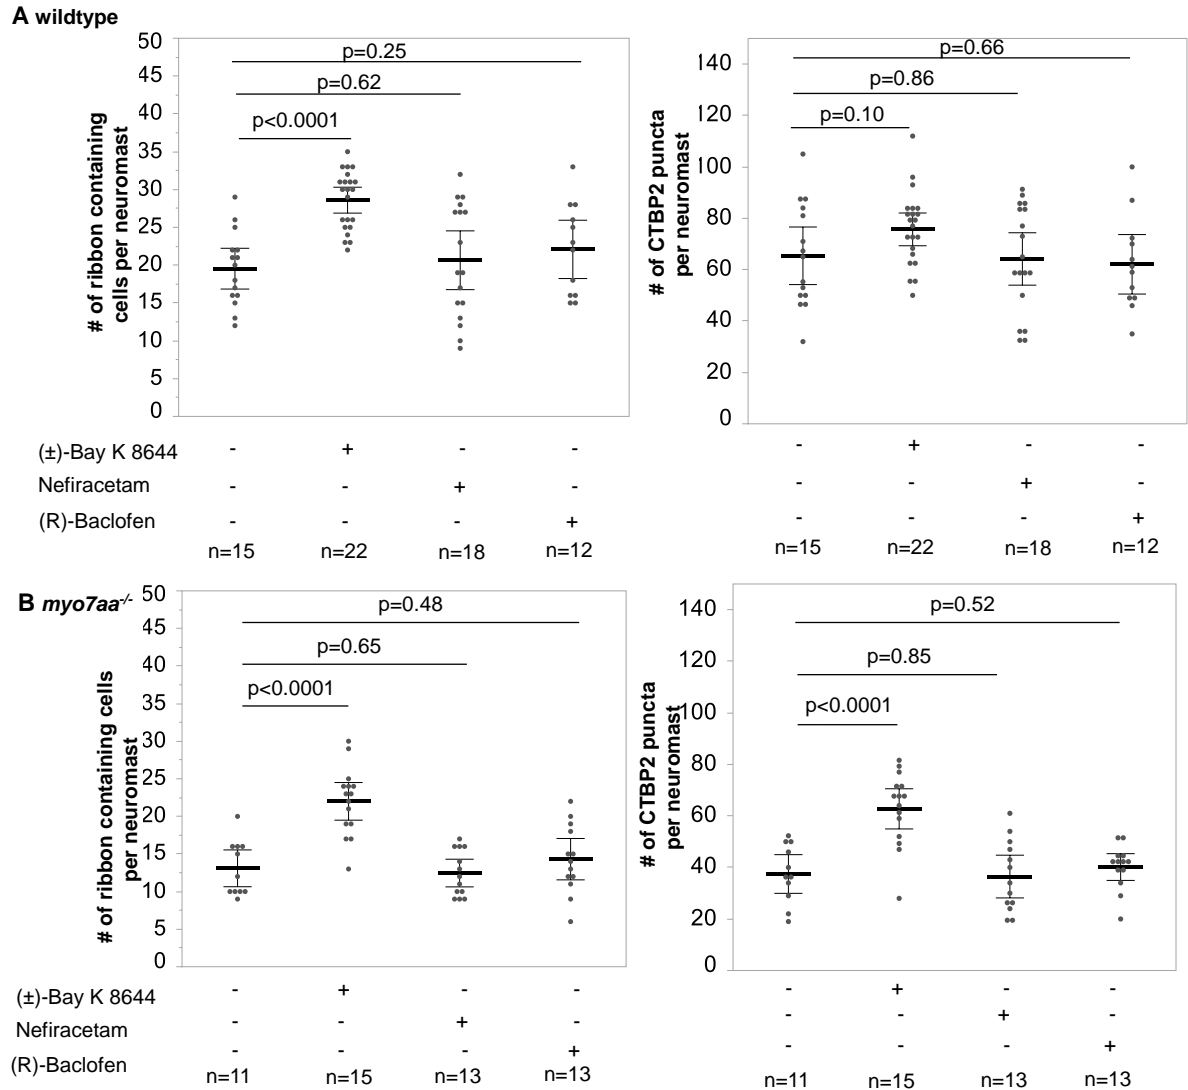 A wildtype
50
45
40
35
30
25
20
15
10
5
0
# of ribbon containing
cells per neuromast
p=0.25
p=0.62
p<0.0001
140
120
100
80
60
40
20
0
# of CTBP2 puncta
per neuromast
p=0.66
p=0.86
p=0.10
(±)-Bay K 8644 - + - - - + - -
Nefiracetam - - + - - - + -
(R)-Baclofen - - - + - - - +
n=15 n=22 n=18 n=12 n=15 n=22 n=18 n=12
B myo7aa-/-
50
45
40
35
30
25
20
15
10
5
0
# of ribbon containing cells
per neuromast
p=0.48
p=0.65
p<0.0001
140
120
100
80
60
40
20
0
# of CTBP2 puncta
per neuromast
p=0.52
p=0.85
p<0.0001
(±)-Bay K 8644 - + - - - + - -
Nefiracetam - - + - - - + -
(R)-Baclofen - - - + - - - +
n=11 n=15 n=13 n=13 n=11 n=15 n=13 n=13